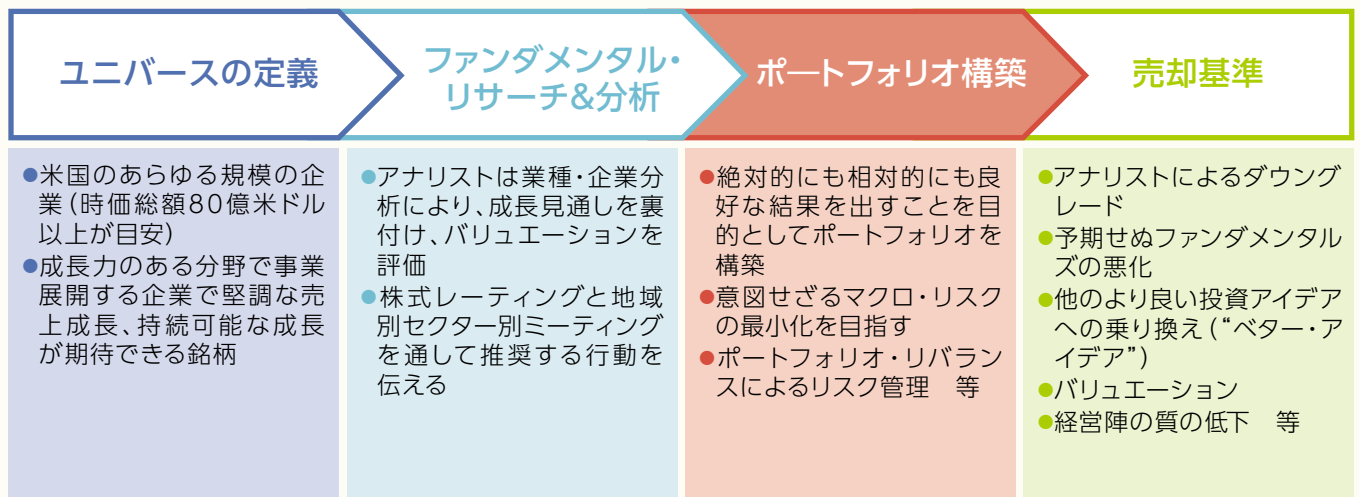 ユニバースの定義
ファンダメンタル・
リサーチ&分析
ポートフォリオ構築
売却基準
●米国のあらゆる規模の企
業（時価総額80億米ドル
以上が目安）
●成長力のある分野で事業
展開する企業で堅調な売
上成長、持続可能な成長
が期待できる銘柄
●アナリストは業種・企業分
析により、成長見通しを裏
付け、バリュエーションを
評価
●株式レーティングと地域
別セクター別ミーティング
を通して推奨する行動を
伝える
●絶対的にも相対的にも良
好な結果を出すことを目
的としてポートフォリオを
構築
●意図せざるマクロ・リスク
の最小化を目指す
●ポートフォリオ・リバラン
スによるリスク管理　等
●アナリストによるダウング
レード
●予期せぬファンダメンタル
ズの悪化
●他のより良い投資アイデア
への乗り換え（“ベター・ア
イデア”）
●バリュエーション
●経営陣の質の低下　等